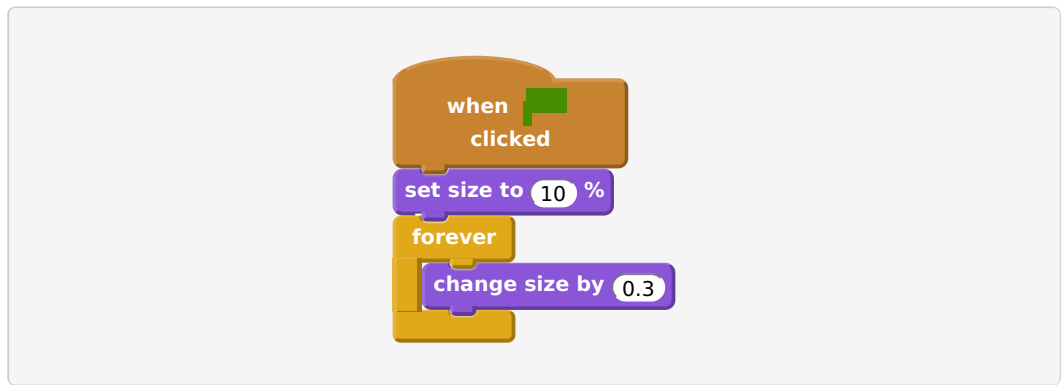 when
clicked
set size to 10 %
forever
change size by 0.3